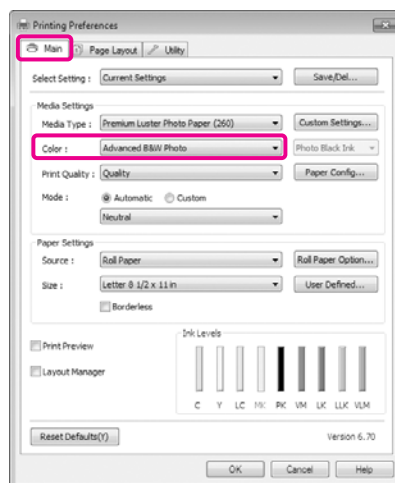 Printing Preferences
Main Page Layout Utility
Select Setting : Current Settings Save/Del...
Media Settings
Media Type : Premium Luster Photo Paper (260) Custom Settings...
Color : Advanced B&W Photo Photo Black Ink
Print Quality : Quality Paper Config...
Mode : Automatic Custom
Neutral
Paper Settings
Source : Roll Paper Roll Paper Option...
Size : Letter 8 1/2 x 11 in User Defined...
Borderless
Ink Levels
Print Preview
Layout Manager
C Y LC MK PK VM LK LLK VLM
Reset Defaults(Y) Version 6.70
OK Cancel Help